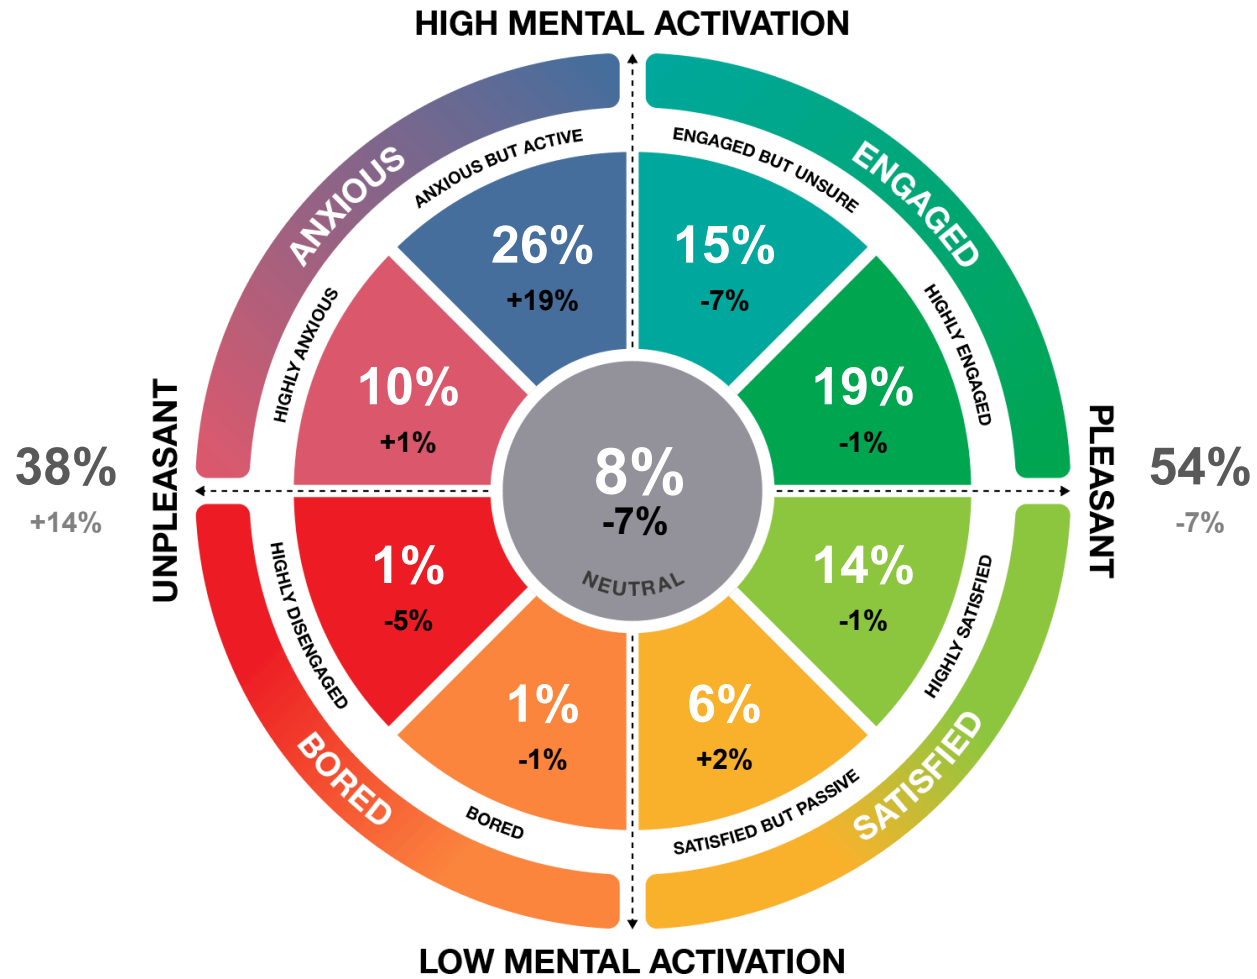 HIGH MENTAL ACTIVATION
ANXIOUS
ENGAGED
ANXIOUS BUT ACTIVE
ENGAGED BUT UNSURE
26%
+19%
15%
-7%
HIGHLY ANXIOUS
HIGHLY ENGAGED
10%
+1%
19%
-1%
UNPLEASANT
38%
+14%
8%
-7%
NEUTRAL
PLEASANT
54%
-7%
1%
-5%
14%
-1%
HIGHLY DISENGAGED
HIGHLY SATISFIED
1%
-1%
6%
+2%
BORED
SATISFIED BUT PASSIVE
BORED
SATISFIED
LOW MENTAL ACTIVATION